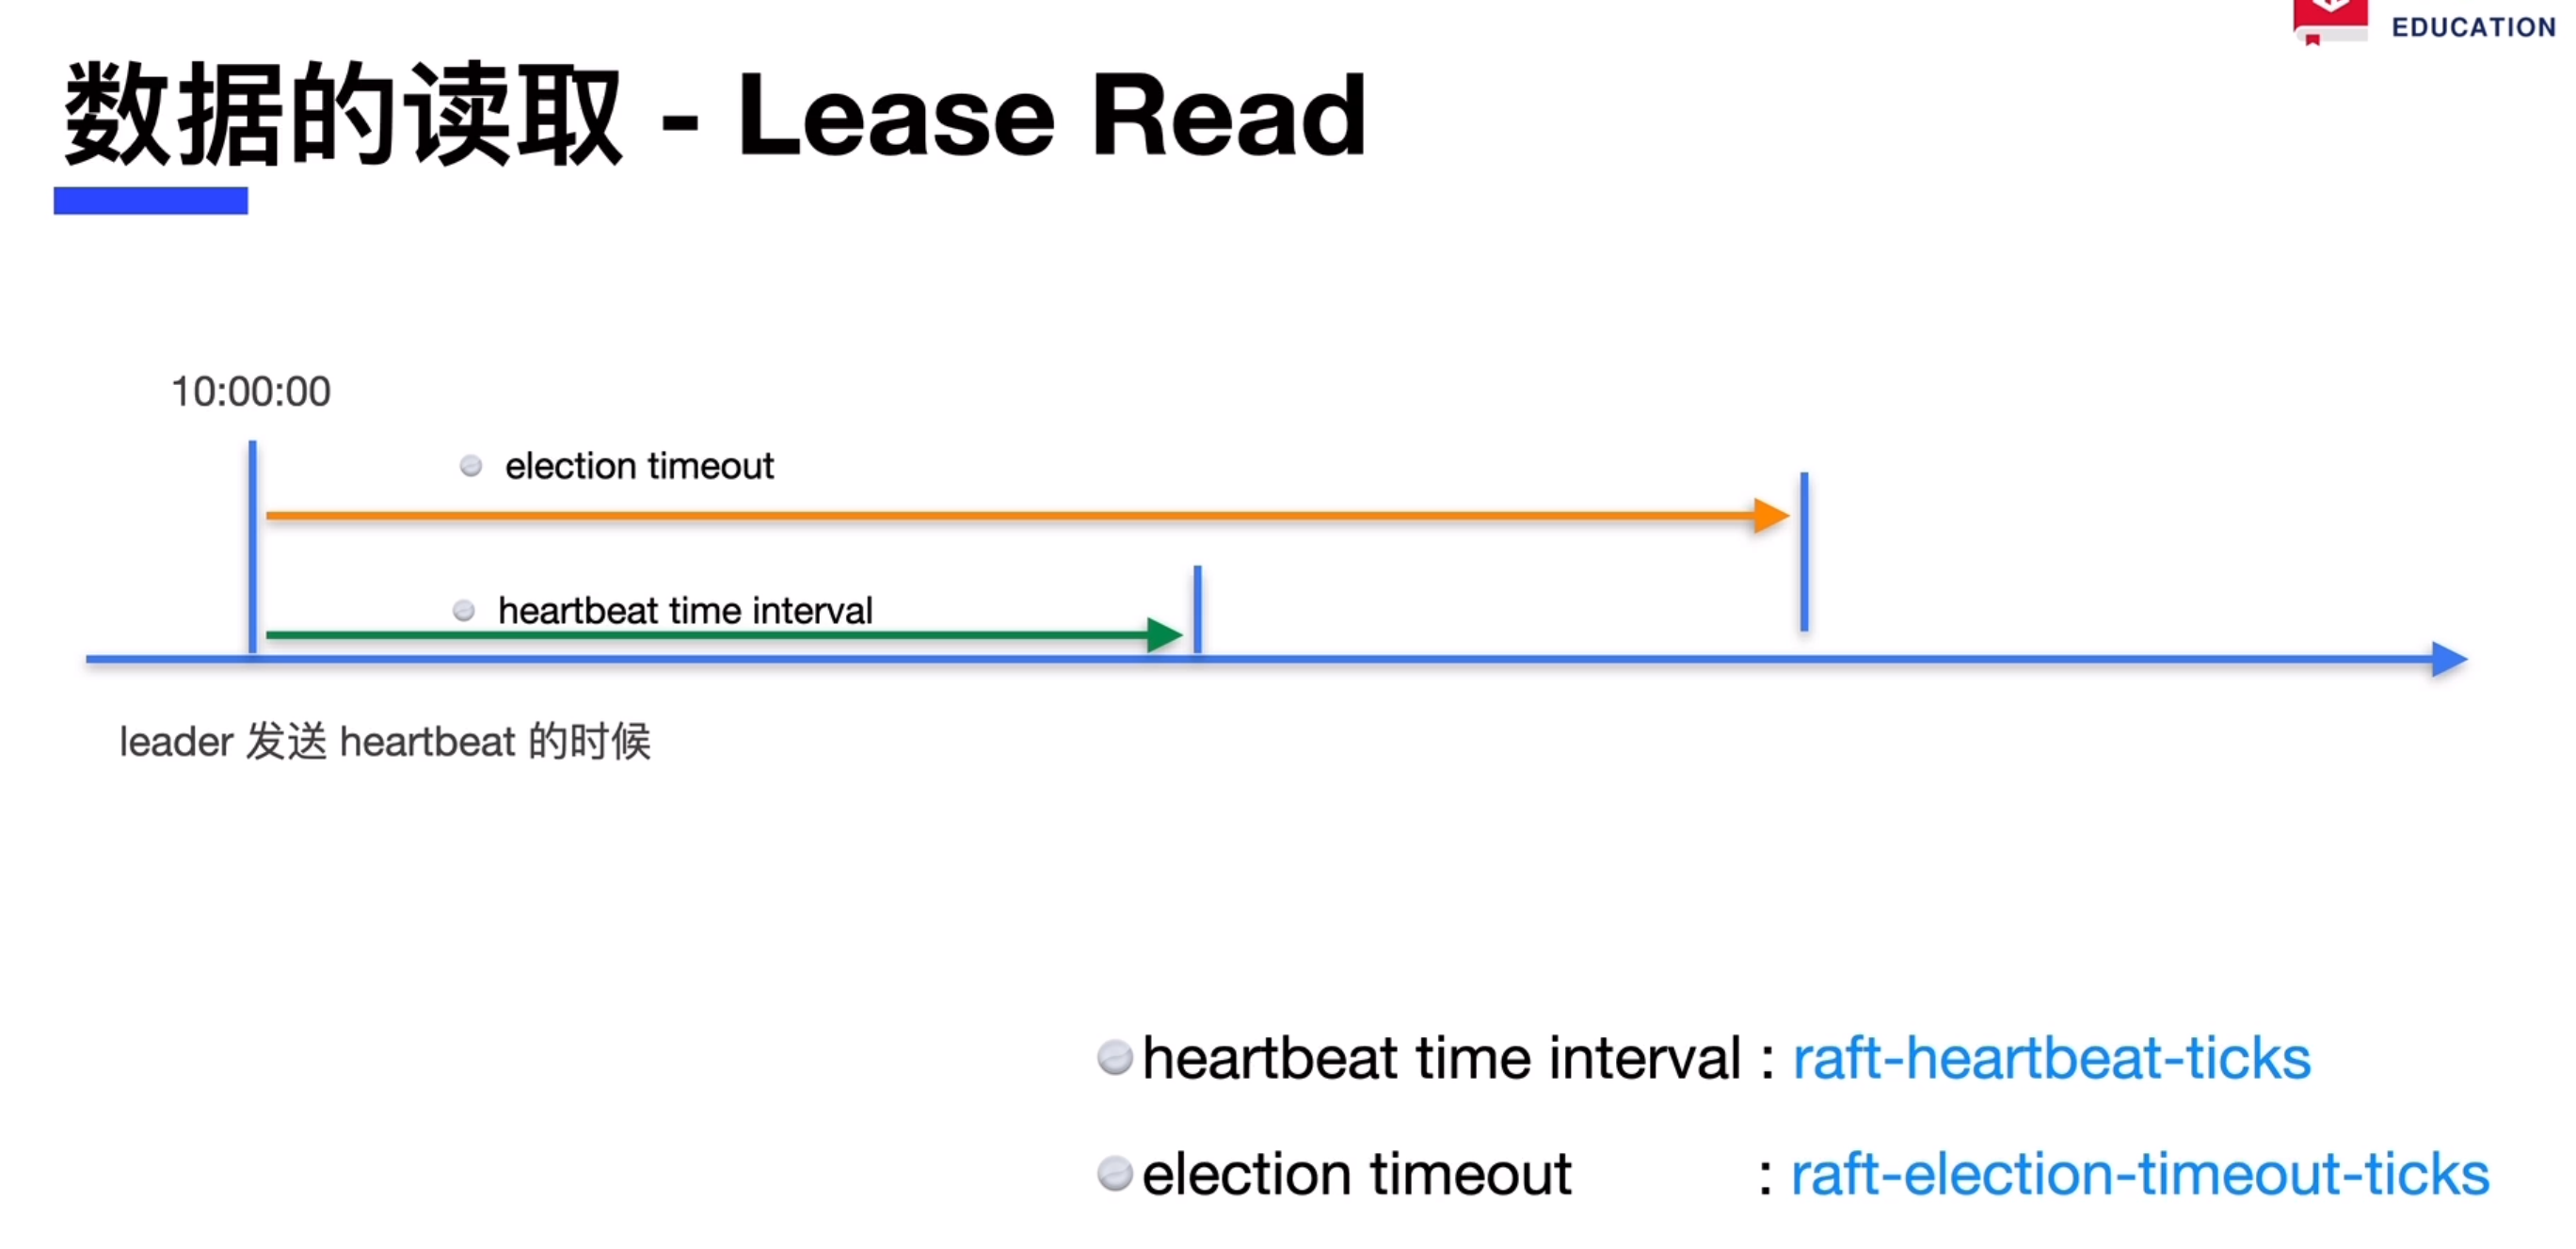 EDUCATION
数据的读取 - Lease Read
10:00:00
election timeout
heartbeat time interval
leader 发送 heartbeat 的时候
heartbeat time interval : raft-heartbeat-ticks
election timeout : raft-election-timeout-ticks